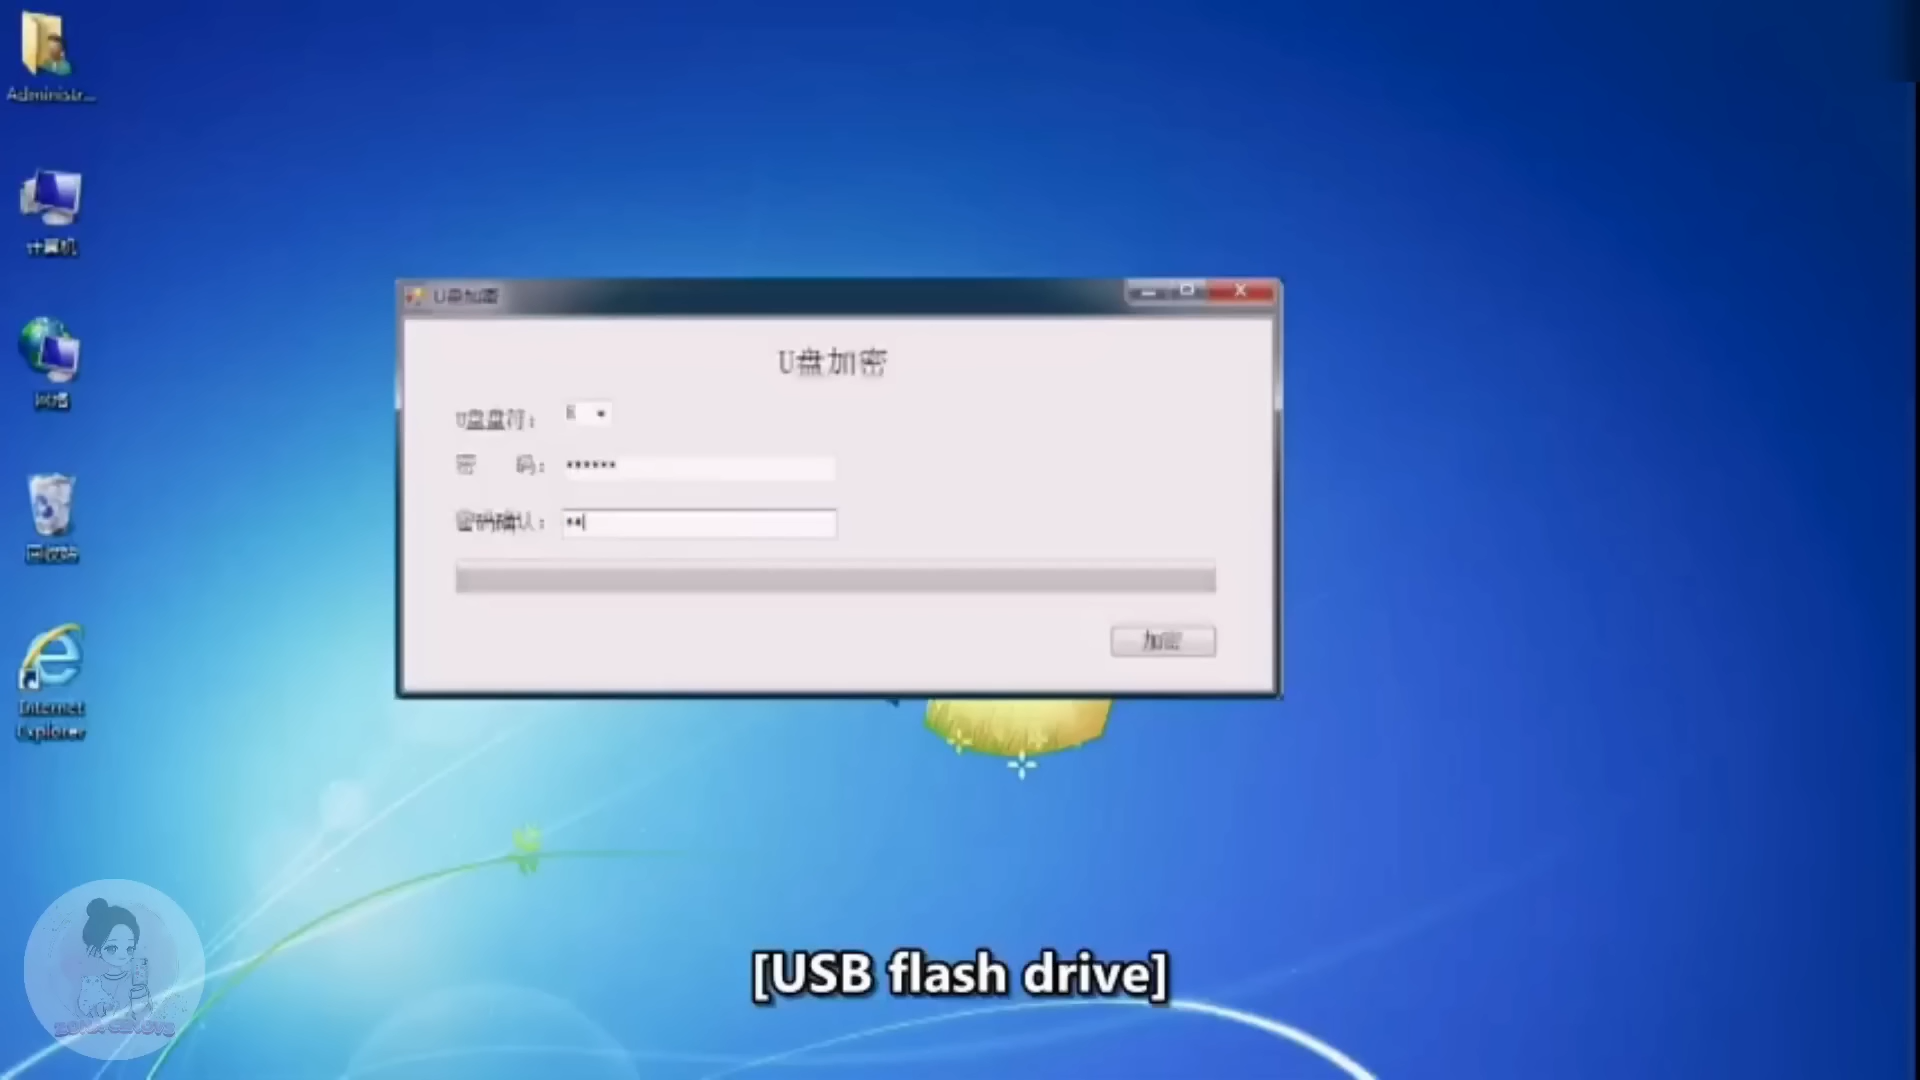 Administr...
计算机
网络
回收站
Internet
Explorer
U盘加密
U盘加密
U盘盘符：
密 码： ******
密码确认： **
加密
[USB flash drive]